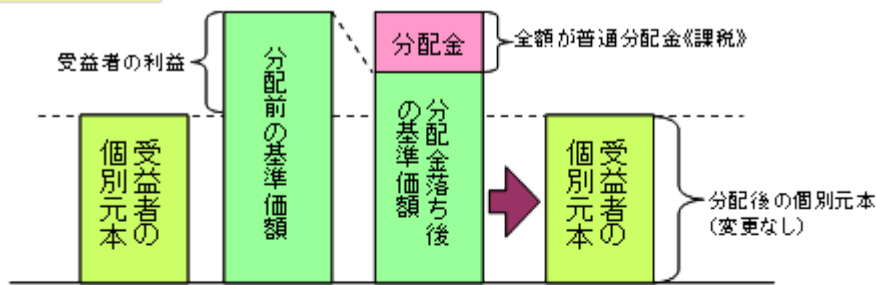 受益者の利益
受益者の
個別元本
分配前の基準価額
分配金
全額が普通分配金《課税》
分配金落ち後
の基準価額
受益者の
個別元本
分配後の個別元本
(変更なし)